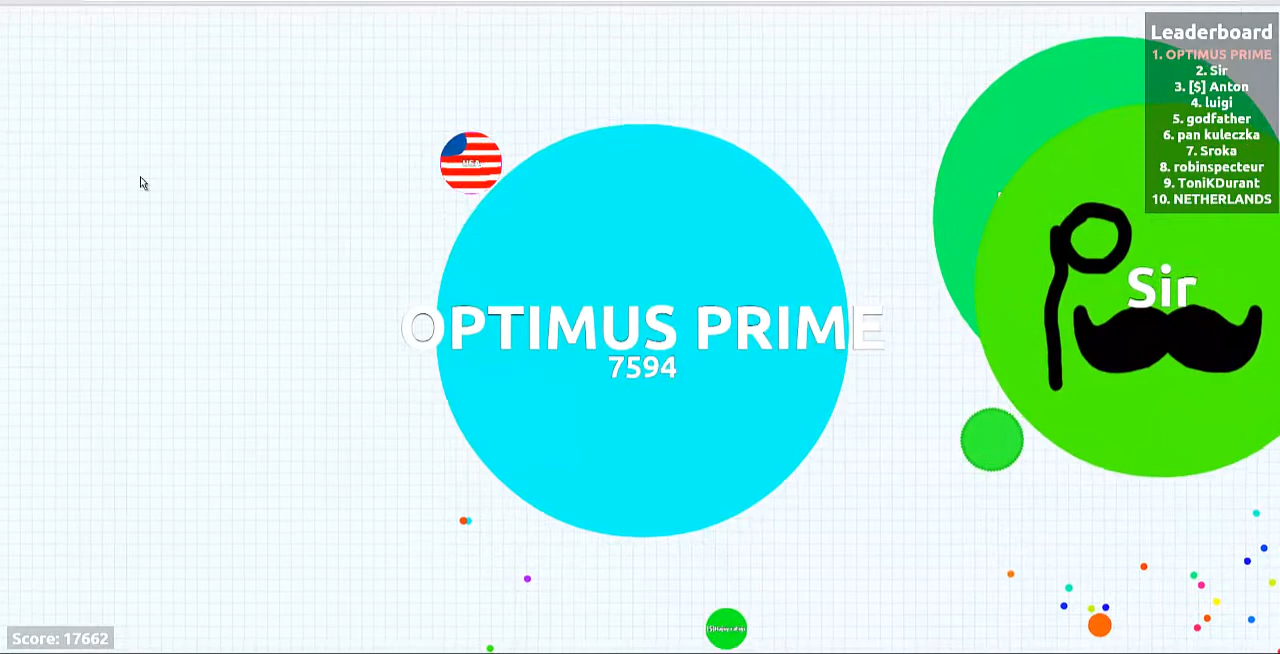 Leaderboard
1. OPTIMUS PRIME
2. Sir
3. [$] Anton
4. luigi
5. godfather
6. pan kuleczka
7. Sroka
8. robinspecteur
9. ToniKDurant
10. NETHERLANDS
USA
Sir
OPTIMUS PRIME
7594
Score: 17662